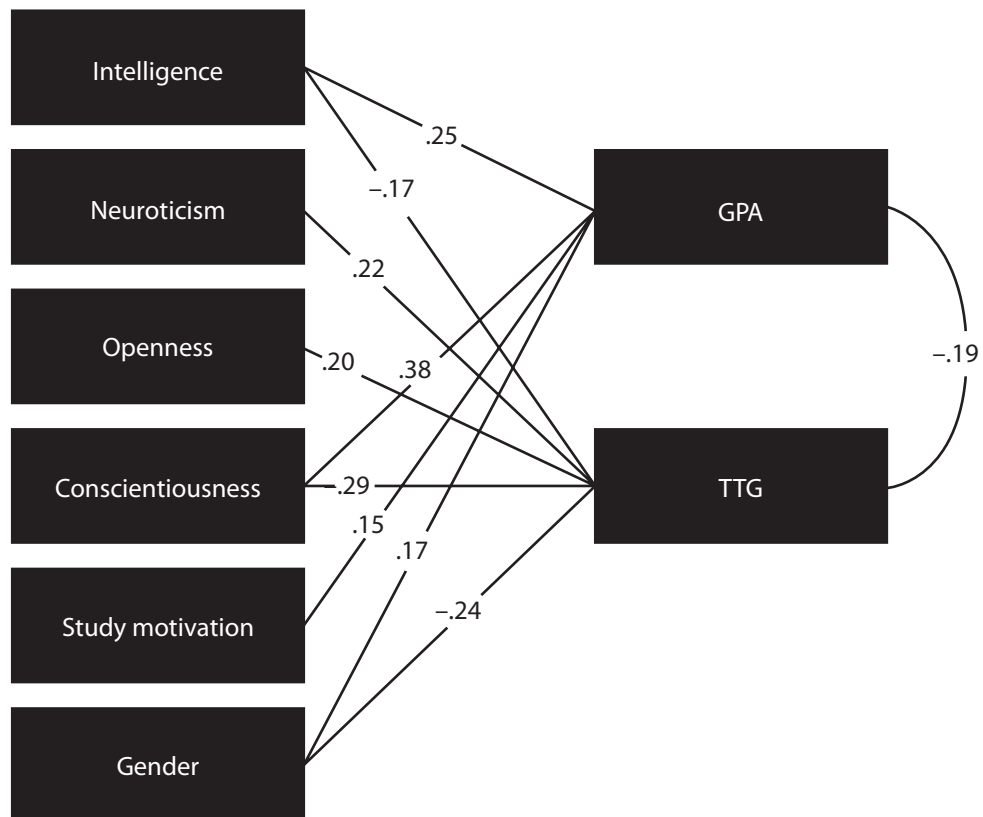 Intelligence
Neuroticism
Openness
Conscientiousness
Study motivation
Gender
.25
–.17
.22
.20
.38
–.29
.15
.17
–.24
GPA
TTG
–.19